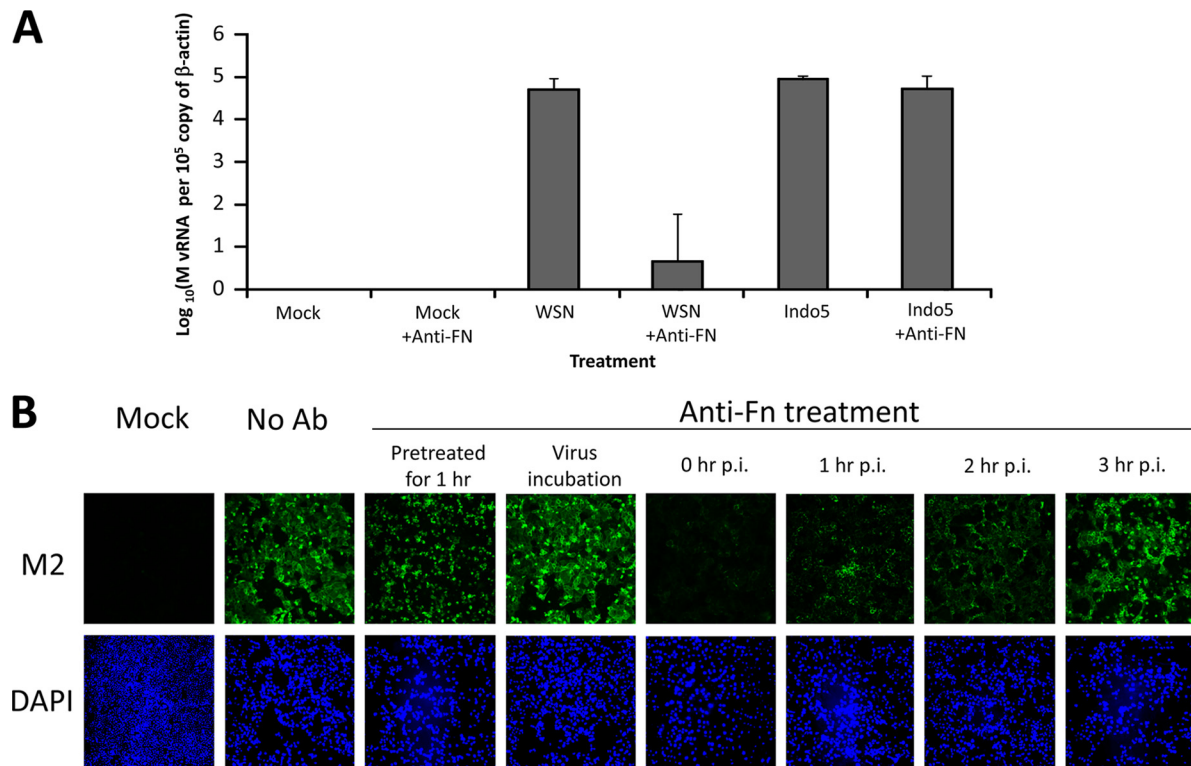 A
Log 10(M vRNA per 10⁵ copy of β-actin)
6
5
4
3
2
1
0
Mock
Mock
+Anti-FN
WSN
WSN
+Anti-FN
Indo5
Indo5
+Anti-FN
Treatment
B
Mock
No Ab
Anti-Fn treatment
Pretreated
for 1 hr
Virus
incubation
0 hr p.i.
1 hr p.i.
2 hr p.i.
3 hr p.i.
M2
DAPI